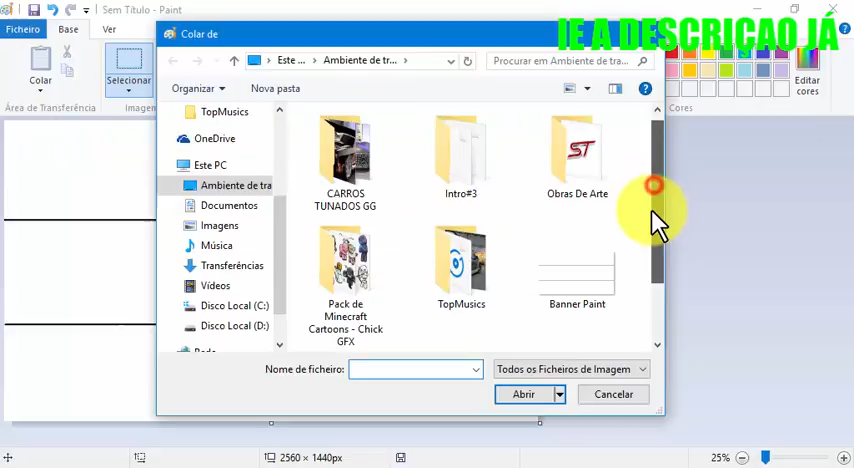 Sem Título - Paint
Ficheiro
Base
Ver
IE A DESCRIÇAO JÁ
Colar
Selecionar
Área de Transferência
Imagem
Editar
cores
Cores
Colar de
Este ...
Ambiente de tr...
Procurar em Ambiente de tra...
Organizar
Nova pasta
TopMusics
OneDrive
Este PC
Ambiente de tra
Documentos
Imagens
Música
Transferências
Vídeos
Disco Local (C:)
Disco Local (D:)
Rede
CARROS
TUNADOS GG
Intro#3
Obras De Arte
ST
Pack de
Minecraft
Cartoons - Chick
GFX
TopMusics
Banner Paint
Nome de ficheiro:
Todos os Ficheiros de Imagem
Abrir
Cancelar
2560 × 1440px
25%